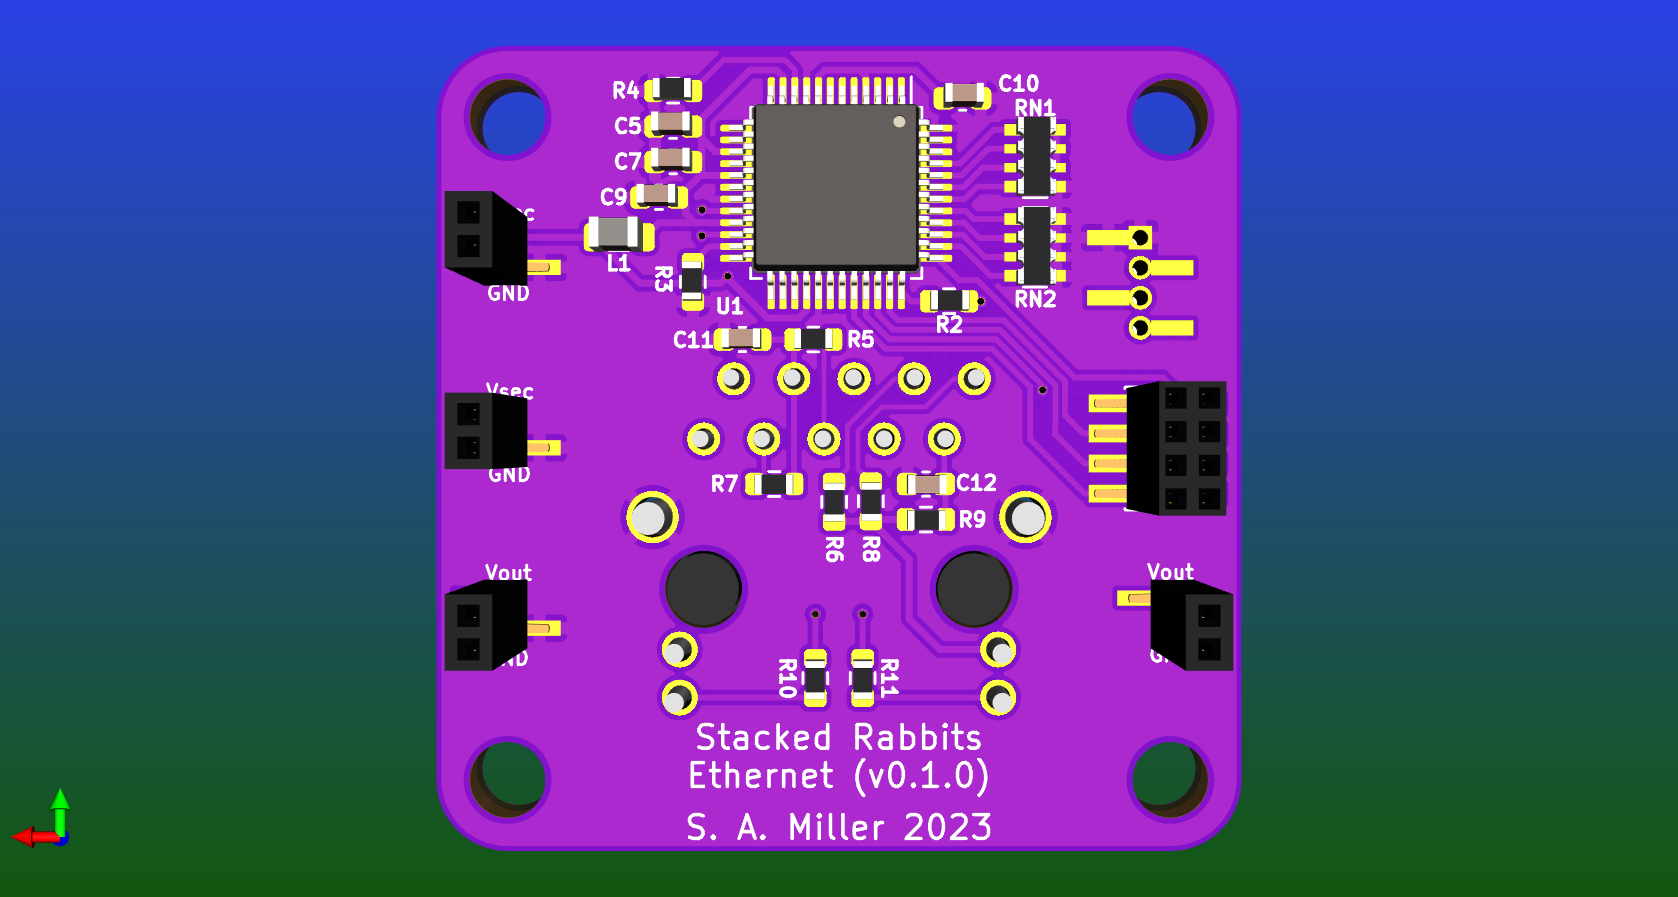 C10
R4
RN1
C5
C7
C9
L1
GND
R3
RN2
U1
R2
C11
R5
Vsec
GND
R7
C12
R9
R6
R8
Vout
Vout
R10
R11
Stacked Rabbits
Ethernet (v0.1.0)
S. A. Miller 2023